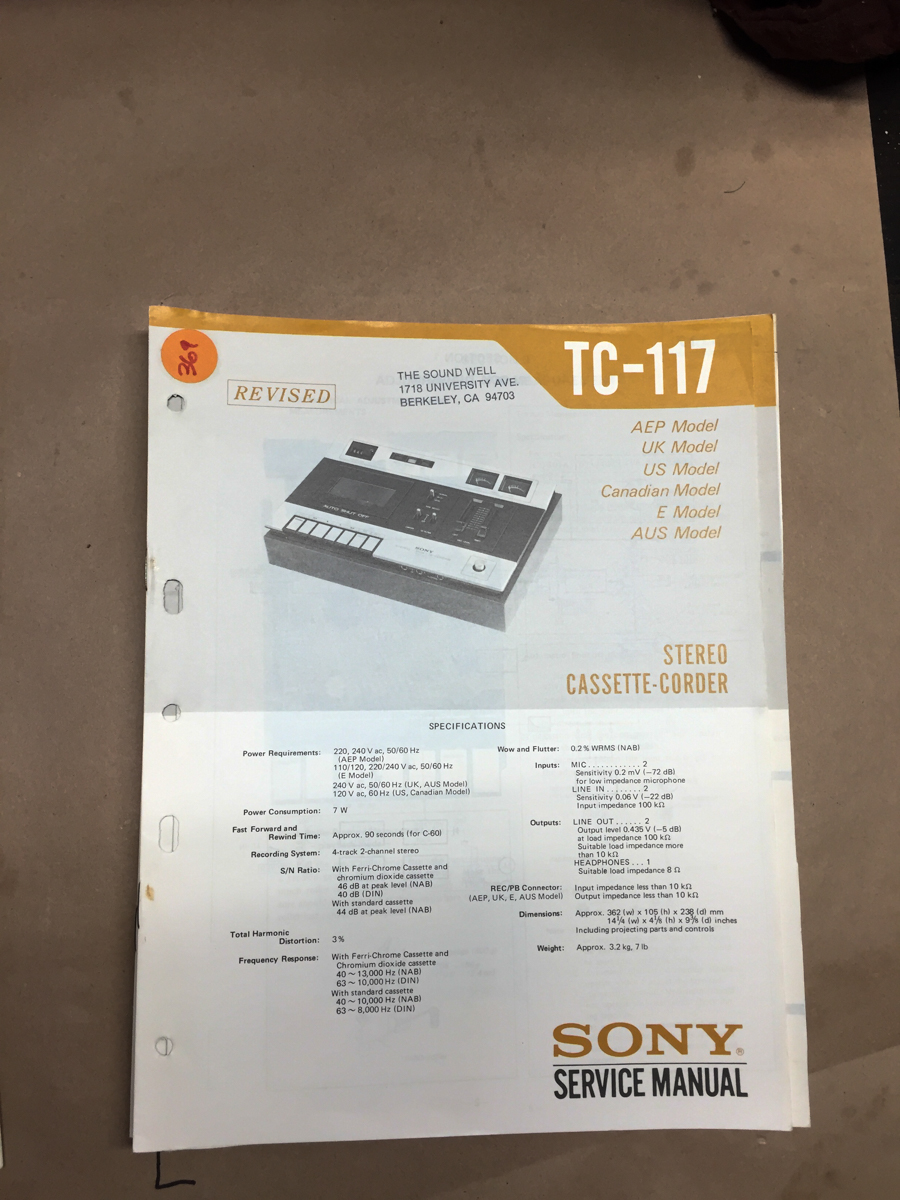 369
REVISED
THE SOUND WELL
1718 UNIVERSITY AVE.
BERKELEY, CA 94703
TC-117
AEP Model
UK Model
US Model
Canadian Model
E Model
AUS Model
AUTO SHUT OFF
SONY
STEREO
CASSETTE-CORDER
SPECIFICATIONS
Power Requirements: 220, 240 V ac, 50/60 Hz
(AEP Model)
110/120, 220/240 V ac, 50/60 Hz
(E Model)
240 V ac, 50/60 Hz (UK, AUS Model)
120 V ac, 60 Hz (US, Canadian Model)
Power Consumption: 7 W
Fast Forward and
Rewind Time: Approx. 90 seconds (for C-60)
Recording System: 4-track 2-channel stereo
S/N Ratio: With Ferri-Chrome Cassette and
chromium dioxide cassette
46 dB at peak level (NAB)
40 dB (DIN)
With standard cassette
44 dB at peak level (NAB)
Total Harmonic
Distortion: 3 %
Frequency Response: With Ferri-Chrome Cassette and
Chromium dioxide cassette
40 ~ 13,000 Hz (NAB)
63 ~ 10,000 Hz (DIN)
With standard cassette
40 ~ 10,000 Hz (NAB)
63 ~ 8,000 Hz (DIN)
Wow and Flutter: 0.2 % WRMS (NAB)
Inputs: MIC . . . . . . . . . . . 2
Sensitivity 0.2 mV (−72 dB)
for low impedance microphone
LINE IN . . . . . . . . 2
Sensitivity 0.06 V (−22 dB)
Input impedance 100 kΩ
Outputs: LINE OUT . . . . . . 2
Output level 0.435 V (−5 dB)
at load impedance 100 kΩ
Suitable load impedance more
than 10 kΩ
HEADPHONES . . . 1
Suitable load impedance 8 Ω
REC/PB Connector: Input impedance less than 10 kΩ
(AEP, UK, E, AUS Model) Output impedance less than 10 kΩ
Dimensions: Approx. 362 (w) x 105 (h) x 238 (d) mm
14¼ (w) x 4⅛ (h) x 9⅜ (d) inches
Including projecting parts and controls
Weight: Approx. 3.2 kg, 7 lb
SONY®
SERVICE MANUAL